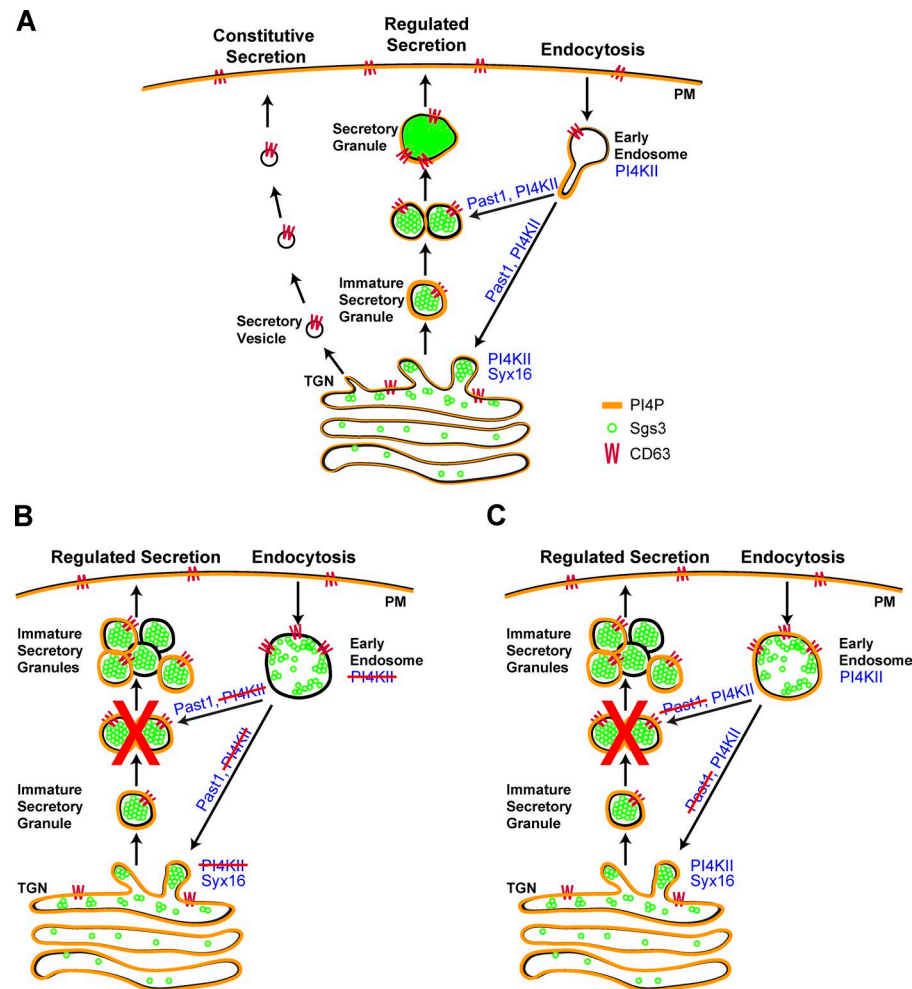 A
Constitutive
Secretion
Regulated
Secretion
Endocytosis
PM
Secretory
Granule
Early
Endosome
PI4KII
Past1, PI4KII
Past1, PI4KII
Immature
Secretory
Granule
Secretory
Vesicle
TGN
PI4KII
Syx16
PI4P
Sgs3
CD63
B
Regulated Secretion
Endocytosis
PM
Immature
Secretory
Granules
Early
Endosome
PI4KII
Past1, PI4KII
Past1, PI4KII
Immature
Secretory
Granule
TGN
PI4KII
Syx16
C
Regulated Secretion
Endocytosis
PM
Immature
Secretory
Granules
Early
Endosome
PI4KII
Past1, PI4KII
Past1, PI4KII
Immature
Secretory
Granule
TGN
PI4KII
Syx16